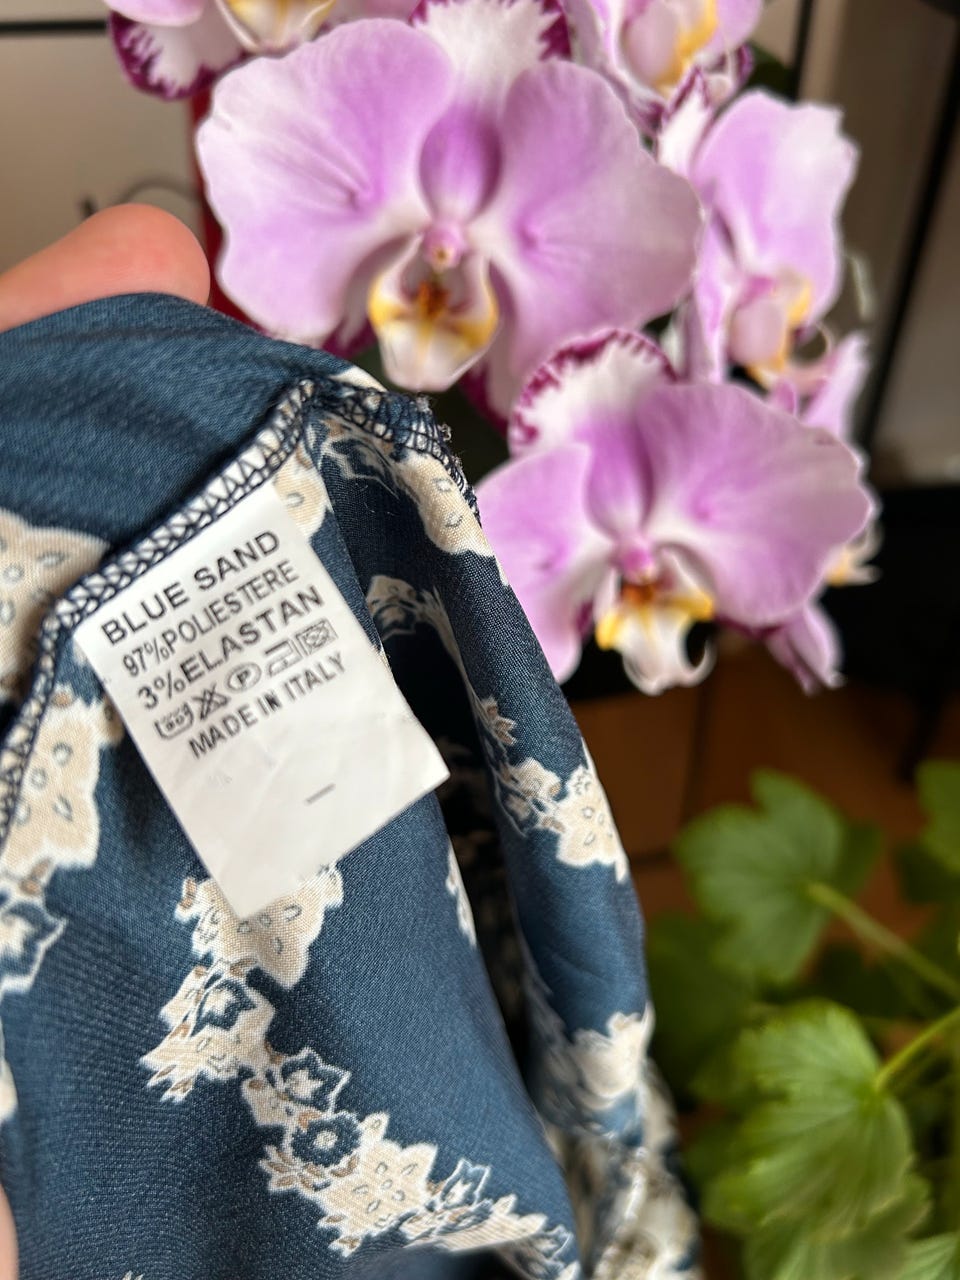 BLUE SAND
97%POLIESTERE
3%ELASTAN
MADE IN ITALY